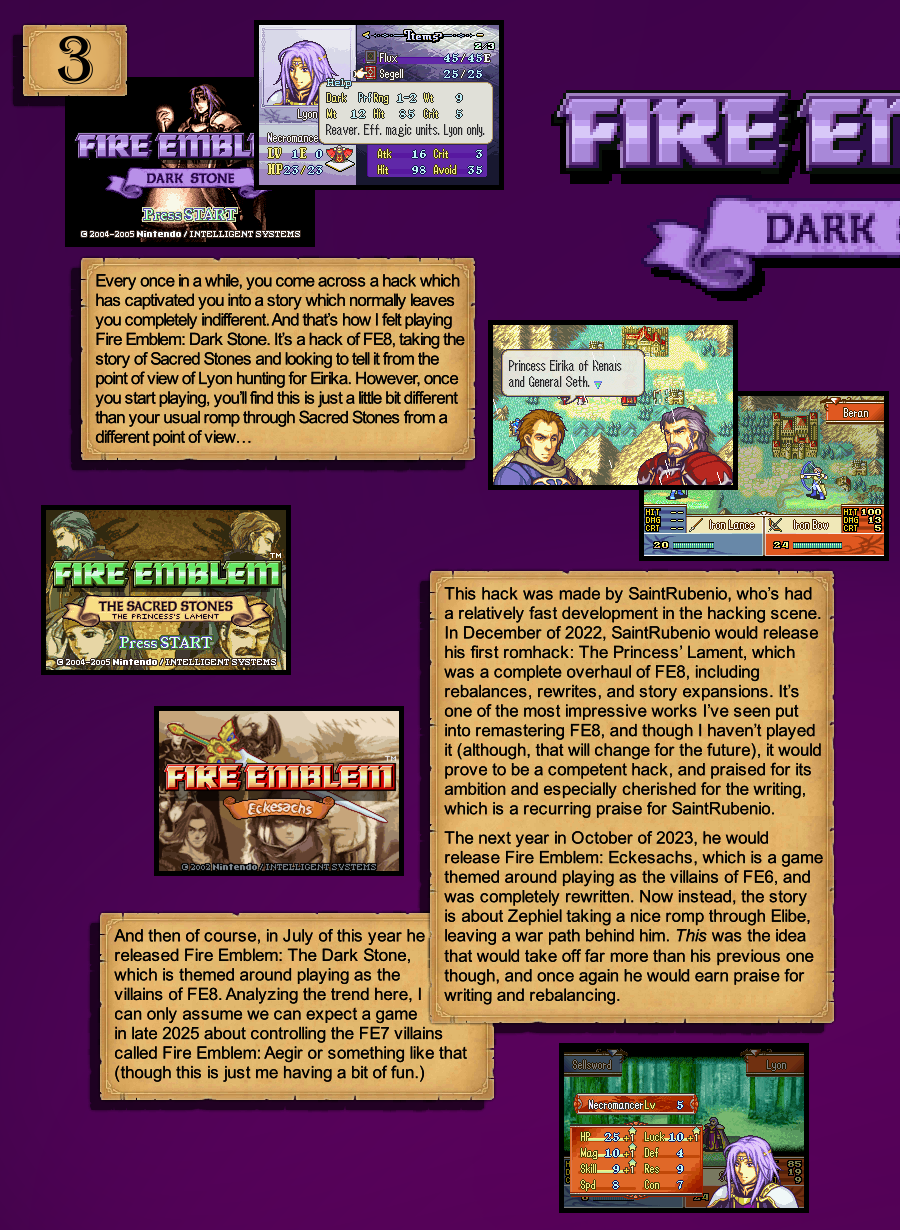 3
FIRE EMBL
DARK STONE
Press START
© 2004-2005 Nintendo / INTELLIGENT SYSTEMS
Items
2/3
Flux 45/45 E
Segell 25/25
Help
Dark Prf Rng 1-2 Wt 9
Mt 12 Hit 85 Crit 5
Reaver. Eff. magic units. Lyon only.
Lyon
Necromancer
LV 1 E 0
HP 23/23
Atk 16 Crit 3
Hit 98 Avoid 35
FIRE EM
DARK S
Every once in a while, you come across a hack which
has captivated you into a story which normally leaves
you completely indifferent. And that's how I felt playing
Fire Emblem: Dark Stone. It's a hack of FE8, taking the
story of Sacred Stones and looking to tell it from the
point of view of Lyon hunting for Eirika. However, once
you start playing, you'll find this is just a little bit different
than your usual romp through Sacred Stones from a
different point of view…
Princess Eirika of Renais
and General Seth.
Beran
HIT -- Iron Lance Iron Bow HIT 100
DMG -- DMG 13
CRT -- CRT 5
20 24
FIRE EMBLEM
TM
THE SACRED STONES
THE PRINCESS'S LAMENT
Press START
© 2004-2005 Nintendo / INTELLIGENT SYSTEMS
This hack was made by SaintRubenio, who's had
a relatively fast development in the hacking scene.
In December of 2022, SaintRubenio would release
his first romhack: The Princess' Lament, which
was a complete overhaul of FE8, including
rebalances, rewrites, and story expansions. It's
one of the most impressive works I've seen put
into remastering FE8, and though I haven't played
it (although, that will change for the future), it would
prove to be a competent hack, and praised for its
ambition and especially cherished for the writing,
which is a recurring praise for SaintRubenio.
The next year in October of 2023, he would
release Fire Emblem: Eckesachs, which is a game
themed around playing as the villains of FE6, and
was completely rewritten. Now instead, the story
is about Zephiel taking a nice romp through Elibe,
leaving a war path behind him. This was the idea
that would take off far more than his previous one
though, and once again he would earn praise for
writing and rebalancing.
FIRE EMBLEM
TM
Eckesachs
© 2002 Nintendo / INTELLIGENT SYSTEMS
And then of course, in July of this year he
released Fire Emblem: The Dark Stone,
which is themed around playing as the
villains of FE8. Analyzing the trend here, I
can only assume we can expect a game
in late 2025 about controlling the FE7 villains
called Fire Emblem: Aegir or something like that
(though this is just me having a bit of fun.)
Sellsword Lyon
Necromancer Lv 5
HP 25 +1 Luck 10 +1
Mag 10 +1 Def 4
Skill 9 +1 Res 9
Spd 8 Con 7
85
19
9